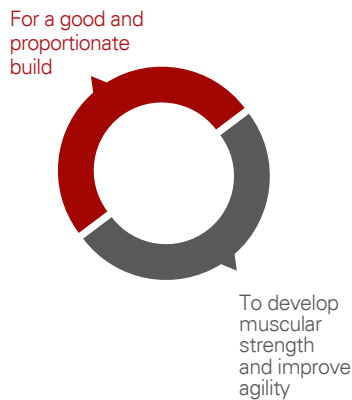 For a good and
proportionate
build
To develop
muscular
strength
and improve
agility